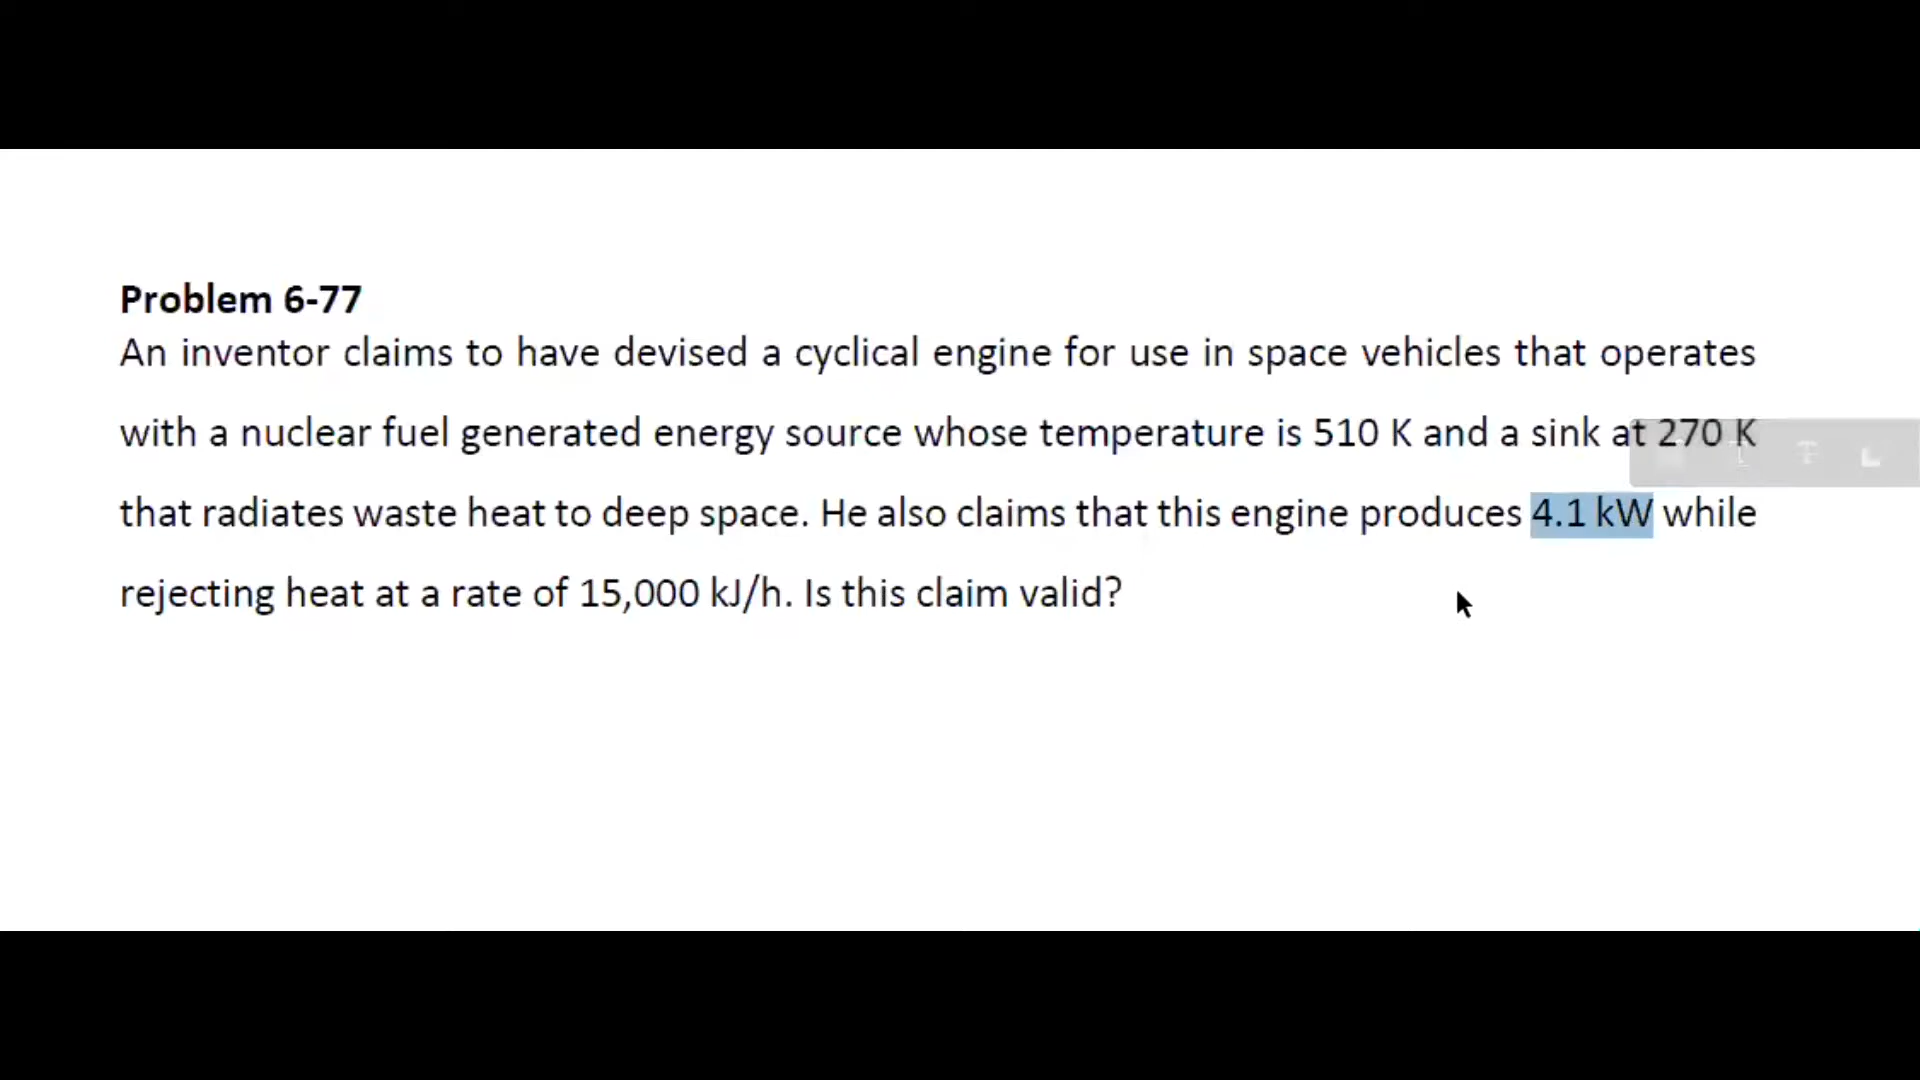 Problem 6-77
An inventor claims to have devised a cyclical engine for use in space vehicles that operates
with a nuclear fuel generated energy source whose temperature is 510 K and a sink at 270 K
that radiates waste heat to deep space. He also claims that this engine produces 4.1 kW while
rejecting heat at a rate of 15,000 kJ/h. Is this claim valid?